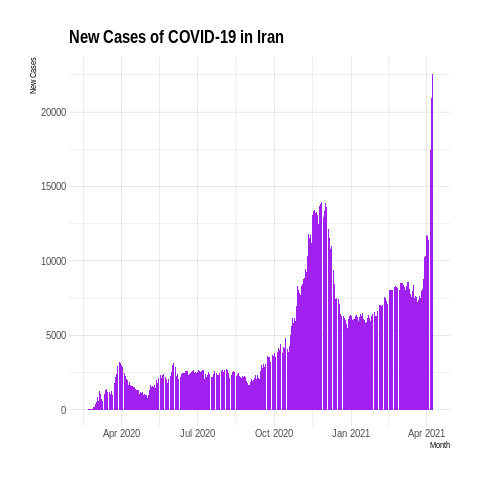 New Cases of COVID-19 in Iran
New Cases
20000
15000
10000
5000
0
Apr 2020 Jul 2020 Oct 2020 Jan 2021 Apr 2021
Month